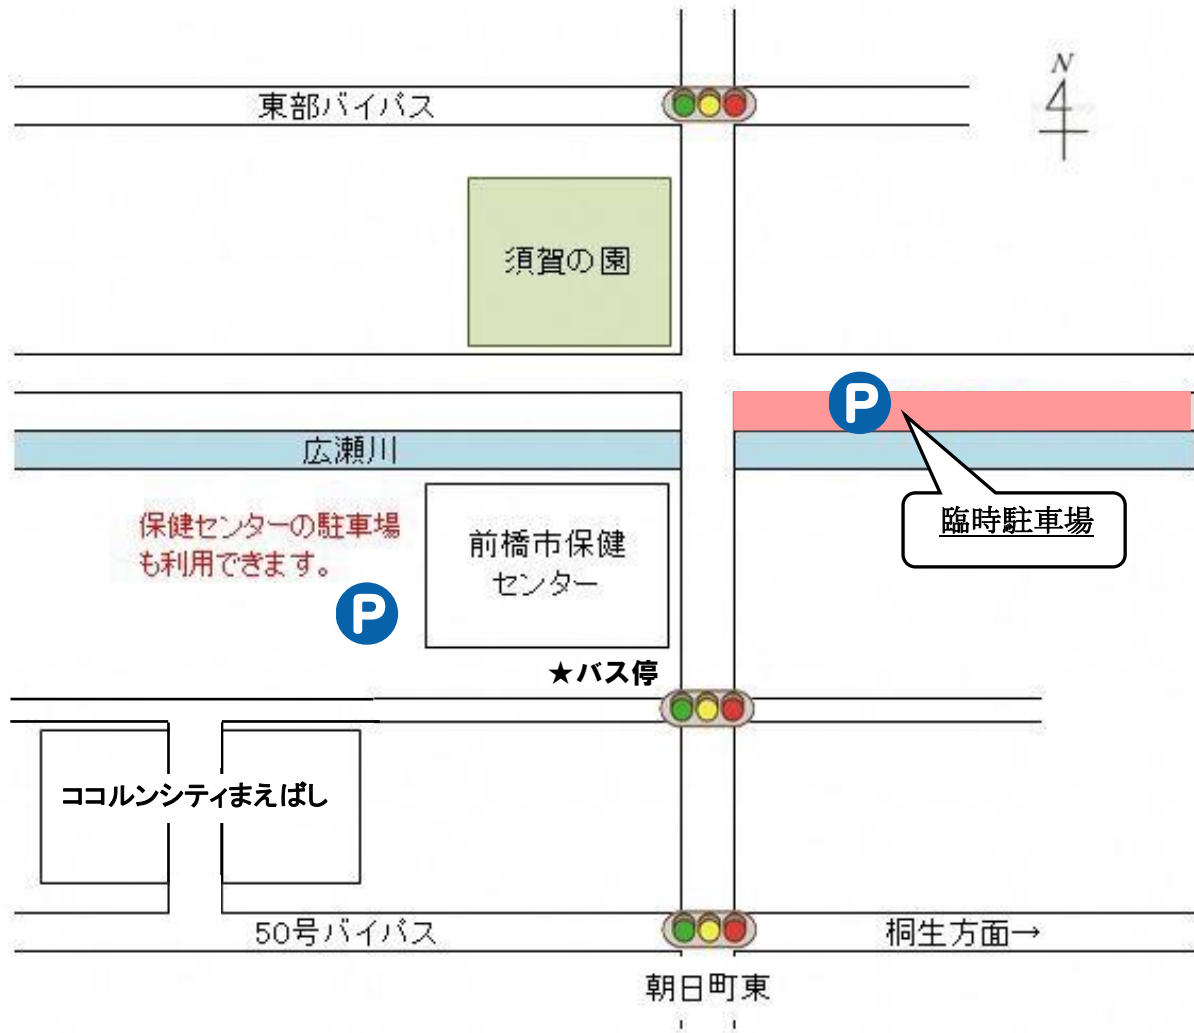 N
東部バイパス
須賀の園
P
広瀬川
臨時駐車場
保健センターの駐車場
も利用できます。
前橋市保健
センター
P
★バス停
ココルンシティまえばし
50号バイパス
桐生方面→
朝日町東